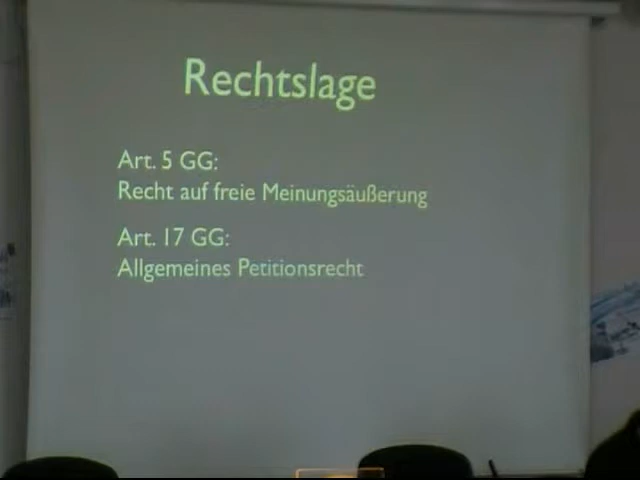 Rechtslage
Art. 5 GG:
Recht auf freie Meinungsäußerung
Art. 17 GG:
Allgemeines Petitionsrecht